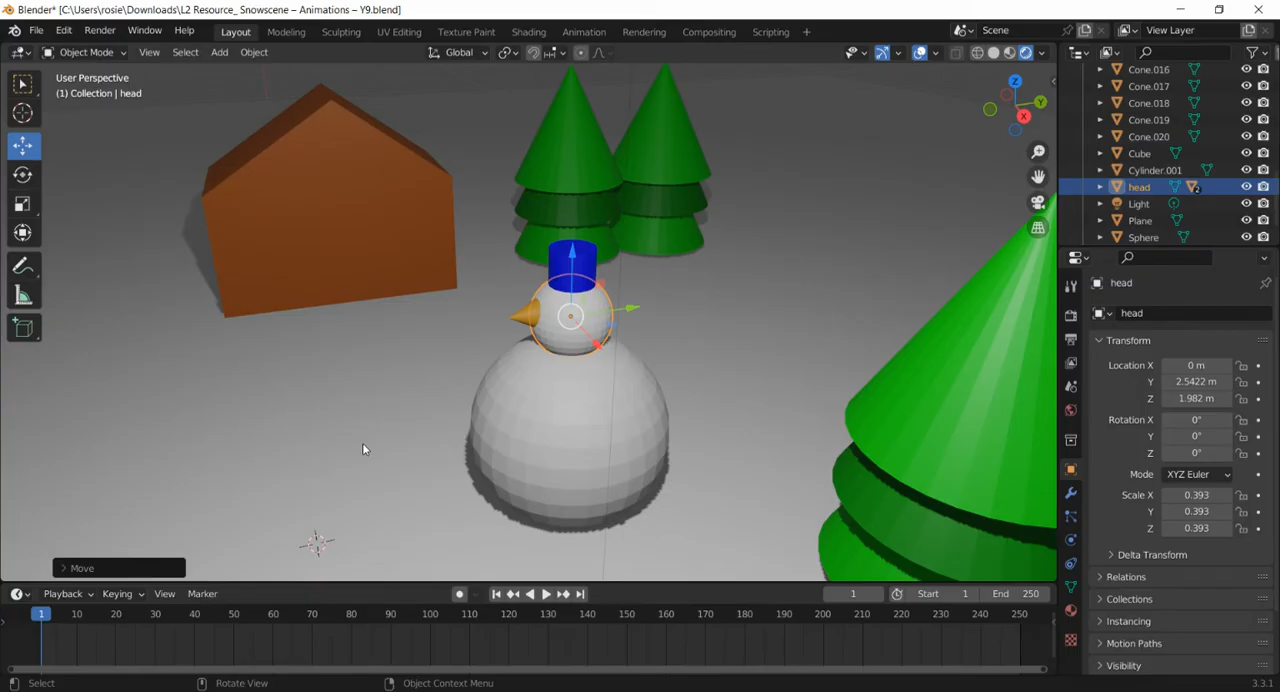 Blender* [C:\Users\rosie\Downloads\L2 Resource_ Snowscene – Animations – Y9.blend]
File Edit Render Window Help Layout Modeling Sculpting UV Editing Texture Paint Shading Animation Rendering Compositing Scripting + Scene View Layer
Object Mode View Select Add Object Global
User Perspective
(1) Collection | head
Z
Y
X
Cone.016
Cone.017
Cone.018
Cone.019
Cone.020
Cube
Cylinder.001
head 2
Light
Plane
Sphere
head
head
Transform
Location X 0 m
Y 2.5422 m
Z 1.982 m
Rotation X 0°
Y 0°
Z 0°
Mode XYZ Euler
Scale X 0.393
Y 0.393
Z 0.393
Delta Transform
Relations
Collections
Instancing
Motion Paths
Visibility
Move
Playback Keying View Marker 1 Start 1 End 250
1 10 20 30 40 50 60 70 80 90 100 110 120 130 140 150 160 170 180 190 200 210 220 230 240 250
Select Rotate View Object Context Menu 3.3.1